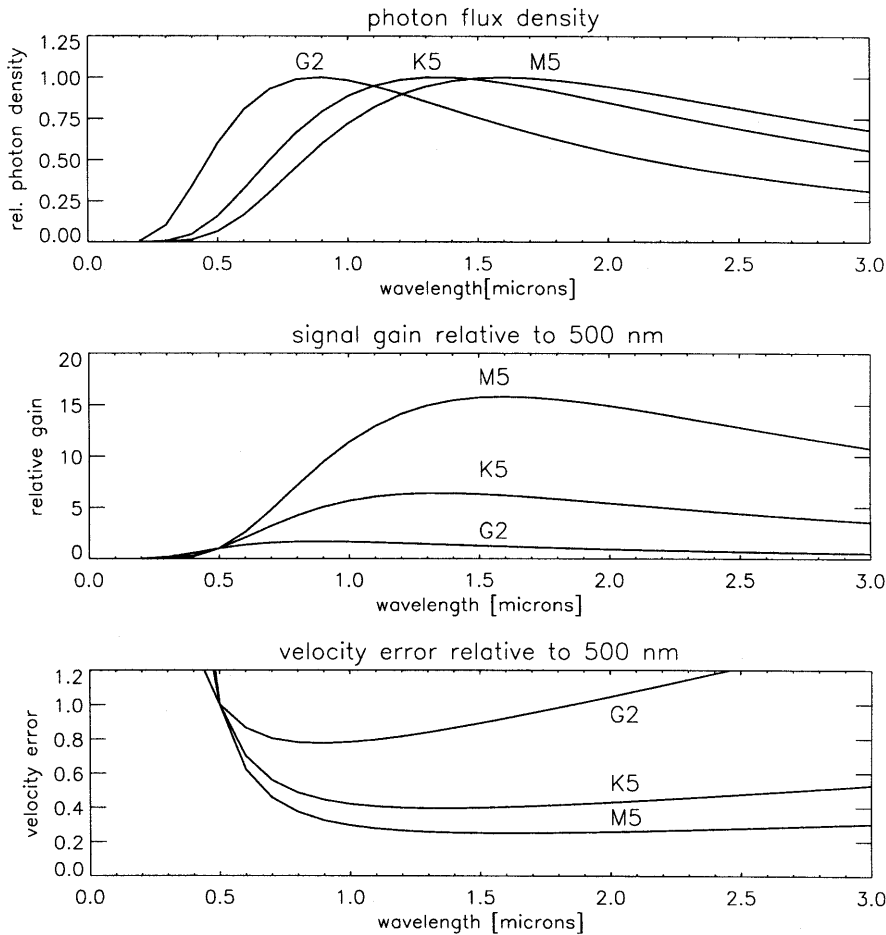 photon flux density
rel. photon density
1.25
1.00
0.75
0.50
0.25
0.00
G2 K5 M5
0.0 0.5 1.0 1.5 2.0 2.5 3.0
wavelength[microns]
signal gain relative to 500 nm
relative gain
20
15
10
5
0
M5
K5
G2
0.0 0.5 1.0 1.5 2.0 2.5 3.0
wavelength [microns]
velocity error relative to 500 nm
velocity error
1.2
1.0
0.8
0.6
0.4
0.2
0.0
G2
K5
M5
0.0 0.5 1.0 1.5 2.0 2.5 3.0
wavelength [microns]